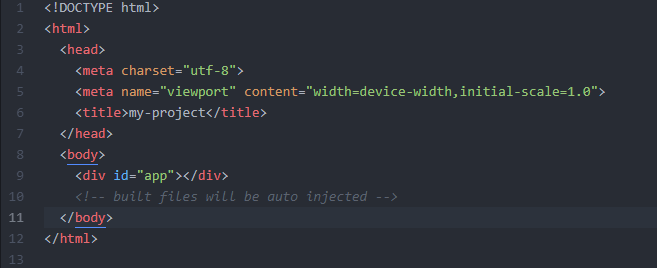 1 <!DOCTYPE html>
2 <html>
3   <head>
4     <meta charset="utf-8">
5     <meta name="viewport" content="width=device-width,initial-scale=1.0">
6     <title>my-project</title>
7   </head>
8   <body>
9     <div id="app"></div>
10     <!-- built files will be auto injected -->
11   </body>
12 </html>
13